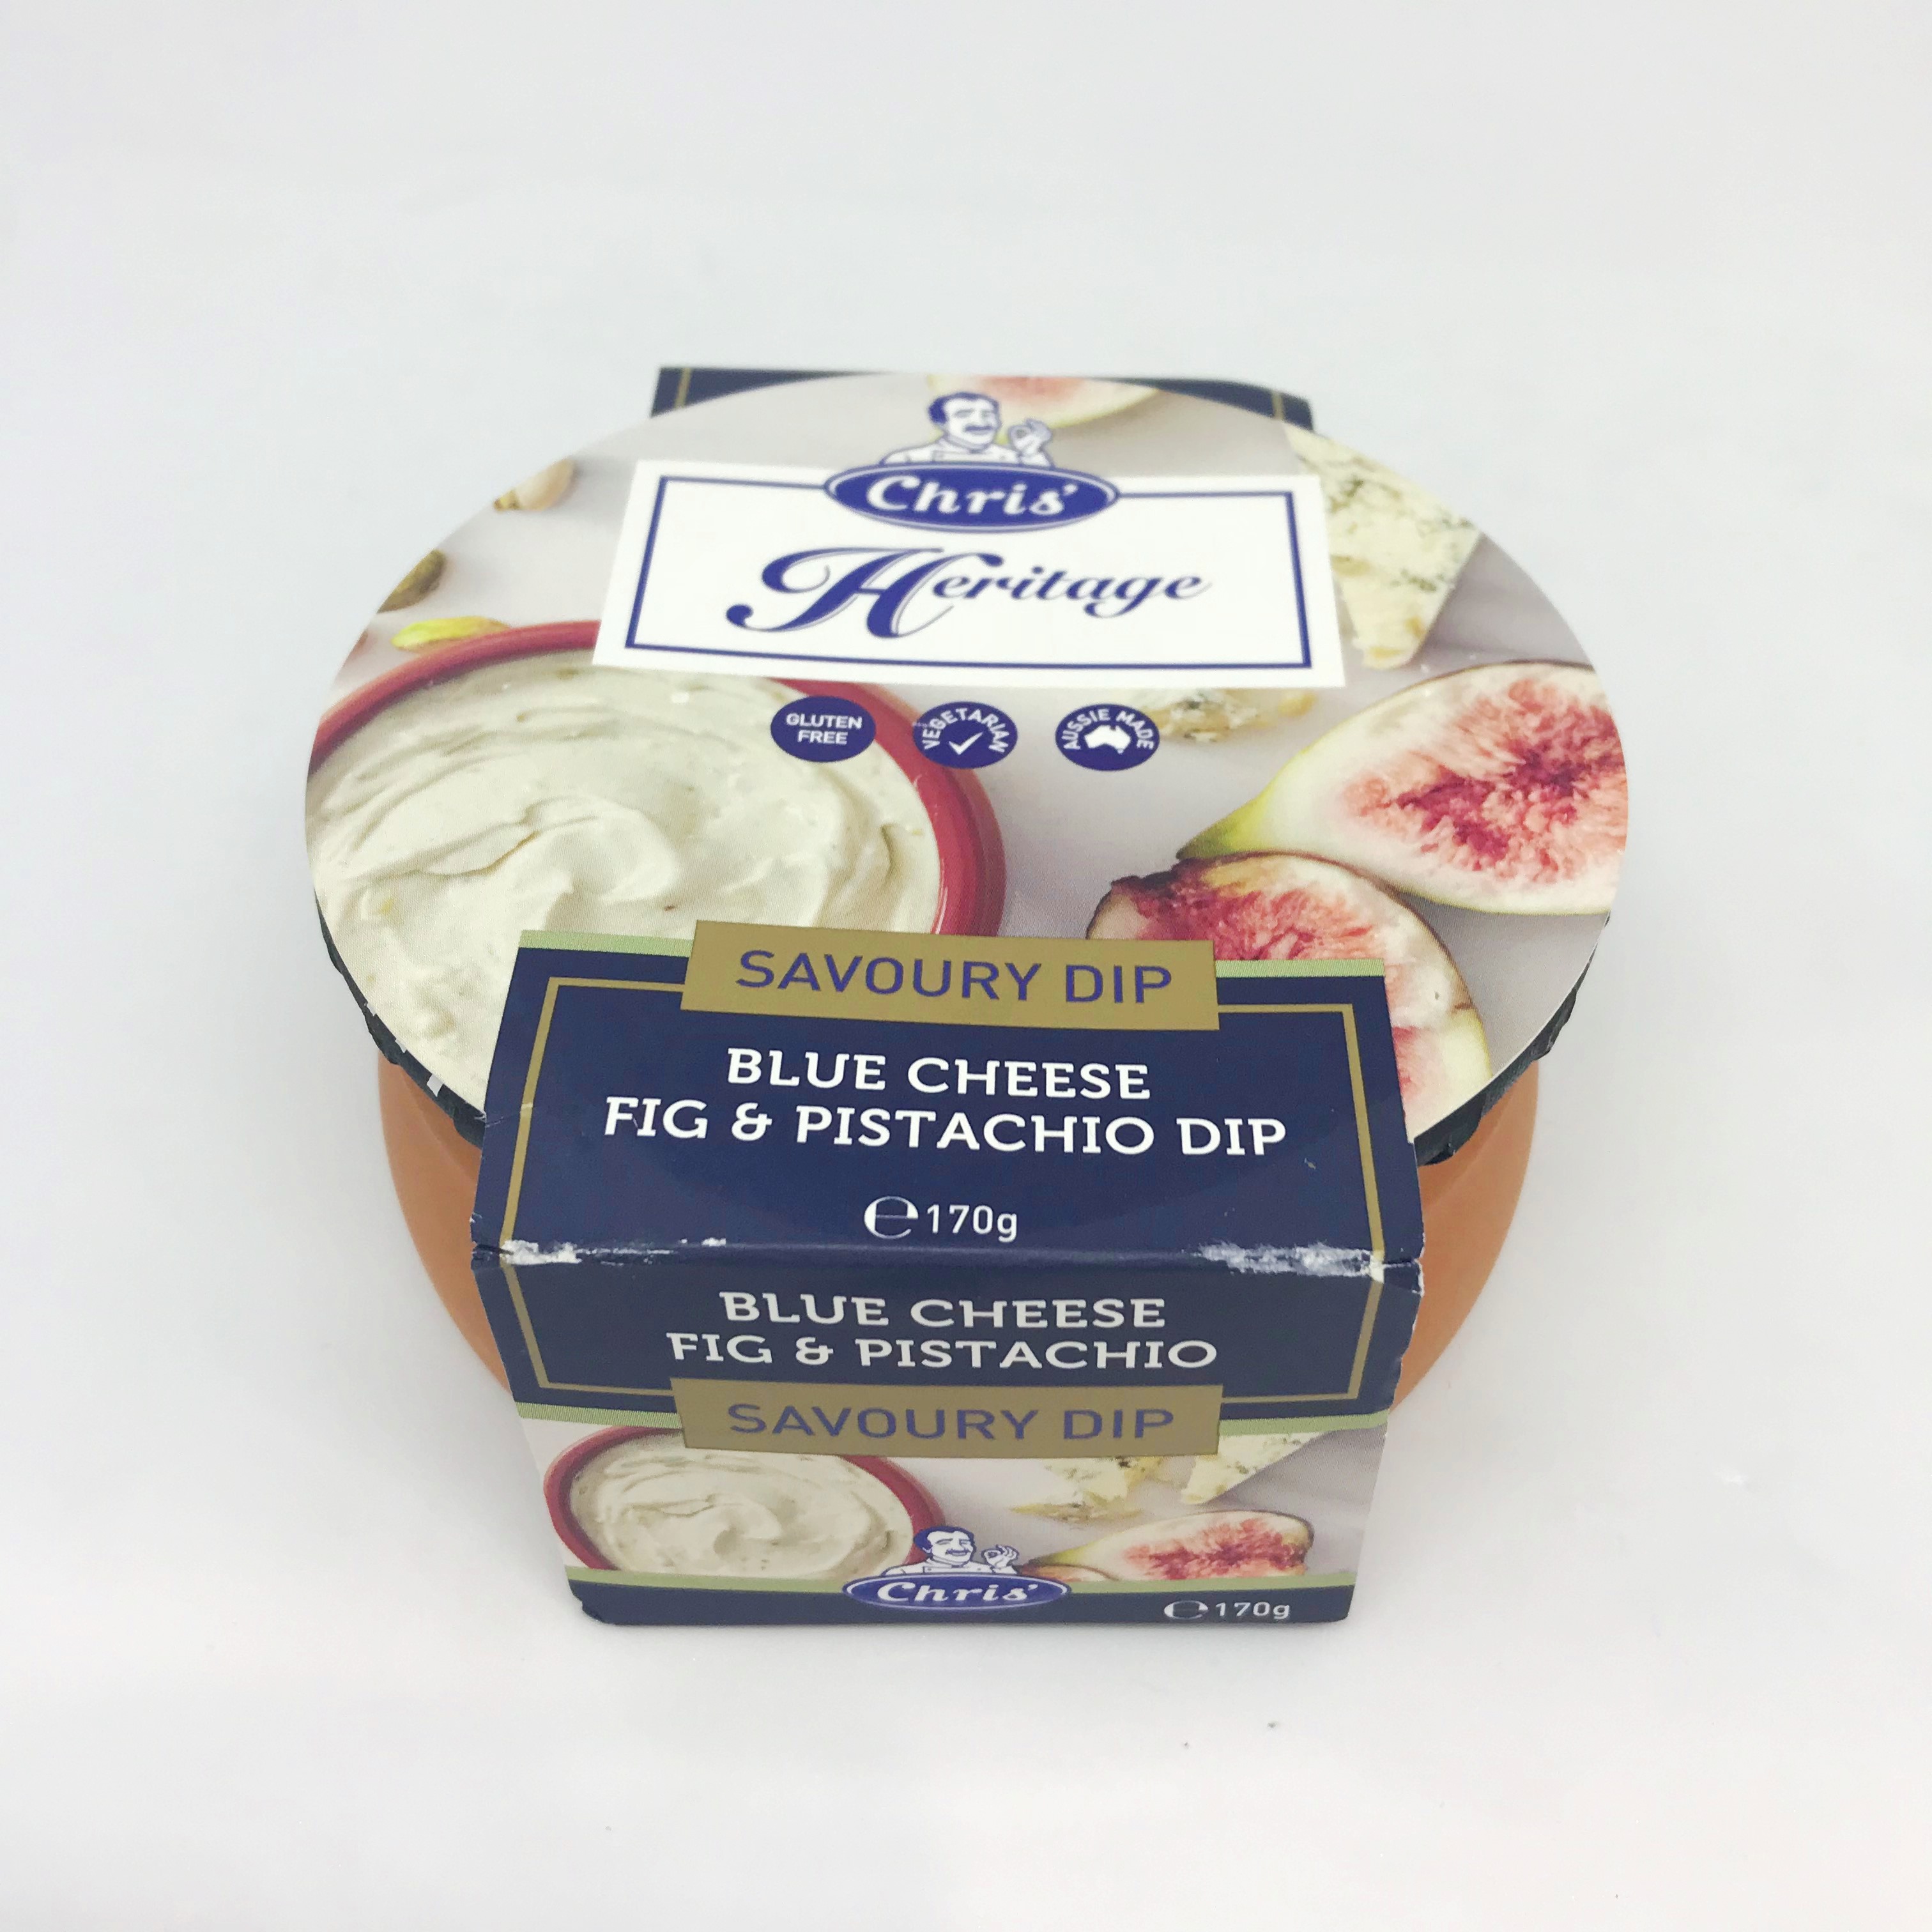 Chris'
Heritage
GLUTEN
FREE
VEGETARIAN
AUSSIE MADE
SAVOURY DIP
BLUE CHEESE
FIG & PISTACHIO DIP
℮170g
BLUE CHEESE
FIG & PISTACHIO
SAVOURY DIP
Chris'
℮170g